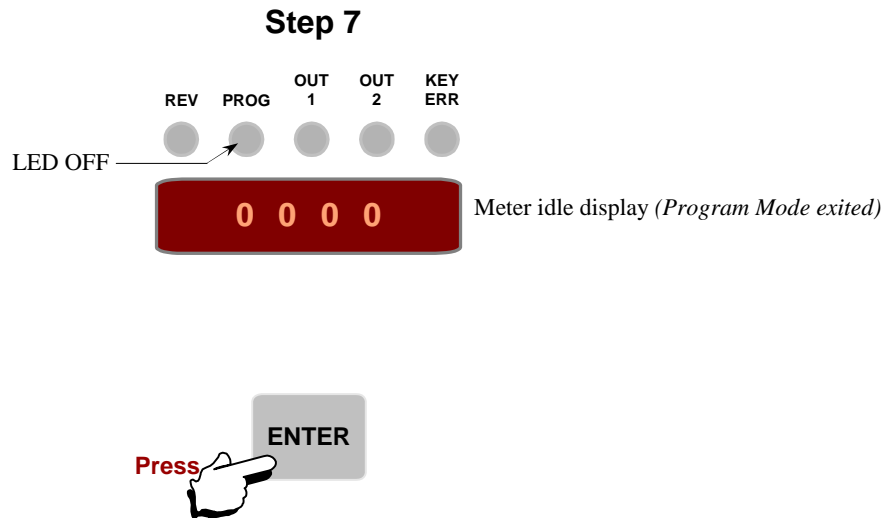 Step 7
REV PROG OUT 1 OUT 2 KEY ERR
LED OFF
0 0 0 0
Meter idle display (Program Mode exited)
ENTER
Press